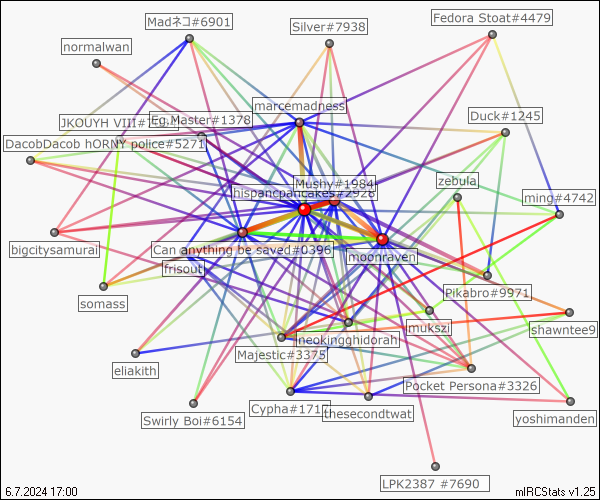 Madネコ#6901
Fedora Stoat#4479
Silver#7938
normalwan
marcemadness
Duck#1245
JKOUYH VIII#
Eg.Master#1378
DacobDacob hORNY police#5271
Mushy#1984
zebula
hispancpancakes#2928
ming#4742
bigcitysamurai
Can anything be saved#0396
moonraven
frisout
Pikabro#9971
somass
mukszi
shawntee9
neokingghidorah
Majestic#3375
eliakith
Pocket Persona#3326
Cypha#171
thesecondtwat
Swirly Boi#6154
yoshimanden
LPK2387 #7690
6.7.2024 17:00
mIRCStats v1.25